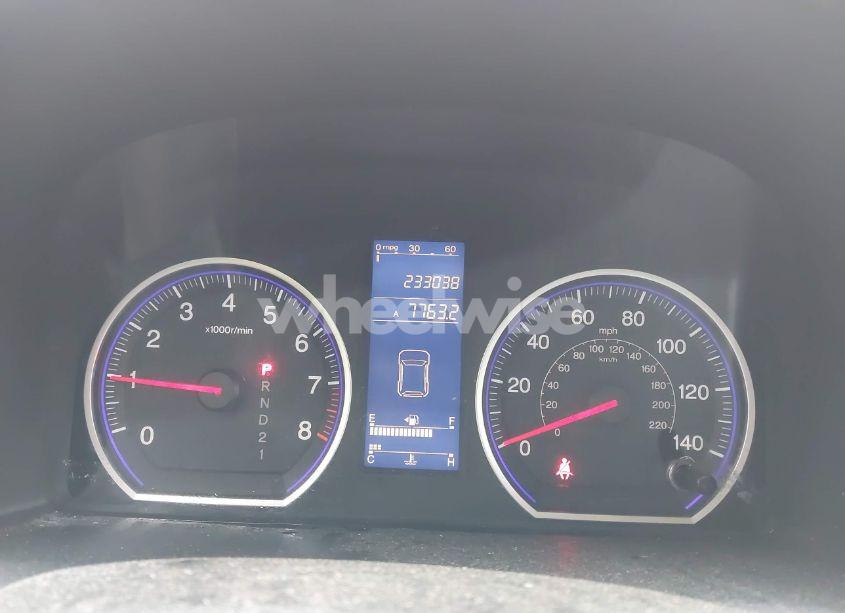 0 mpg 30 60
233038
A 7763.2
E F
C H
0 1 2 3 4 5 6 7 8
x1000r/min
P
R
N
D
2
1
0 20 40 60 80 100 120 140
mph
0 20 40 60 80 100 120 140 160 180 200 220
km/h
wheelwise